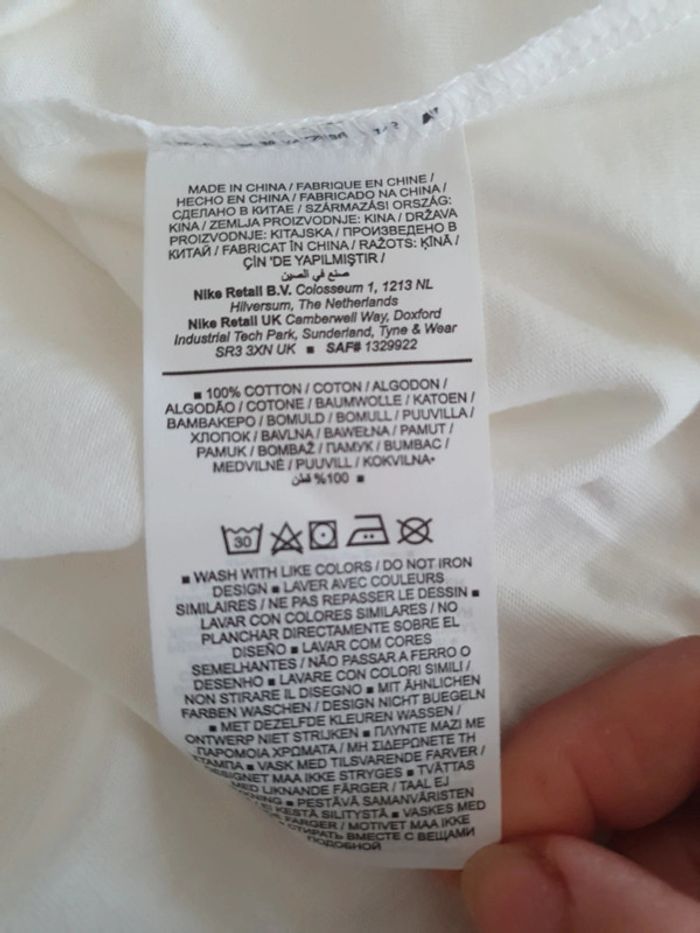 MADE IN CHINA / FABRIQUE EN CHINE /
HECHO EN CHINA / FABRICADO NA CHINA /
СДЕЛАНО В КИТАЕ / SZÁRMAZÁSI ORSZÁG:
KINA / ZEMLJA PROIZVODNJE: KINA / DRŽAVA
PROIZVODNJE: KITAJSKA / ПРОИЗВЕДЕНО В
КИТАЙ / FABRICAT ÎN CHINA / RAŽOTS: ĶĪNĀ /
ÇİN 'DE YAPILMIŞTIR /
صنع في الصين
Nike Retail B.V. Colosseum 1, 1213 NL
Hilversum, The Netherlands
Nike Retail UK Camberwell Way, Doxford
Industrial Tech Park, Sunderland, Tyne & Wear
SR3 3XN UK ■ SAF# 1329922
■ 100% COTTON / COTON / ALGODON /
ALGODÃO / COTONE / BAUMWOLLE / KATOEN /
ΒΑΜΒΑΚΕΡΟ / BOMULD / BOMULL / PUUVILLA /
ХЛОПОК / BAVLNA / BAWEŁNA / PAMUT /
PAMUK / BOMBAŽ / ПАМУК / BUMBAC /
MEDVILNĖ / PUUVILL / KOKVILNA•
%100 قطن ■
30
■ WASH WITH LIKE COLORS / DO NOT IRON
DESIGN ■ LAVER AVEC COULEURS
SIMILAIRES / NE PAS REPASSER LE DESSIN ■
LAVAR CON COLORES SIMILARES / NO
PLANCHAR DIRECTAMENTE SOBRE EL
DISEÑO ■ LAVAR COM CORES
SEMELHANTES / NÃO PASSAR A FERRO O
DESENHO ■ LAVARE CON COLORI SIMILI /
NON STIRARE IL DISEGNO ■ MIT ÄHNLICHEN
FARBEN WASCHEN / DESIGN NICHT BUEGELN
■ MET DEZELFDE KLEUREN WASSEN /
ONTWERP NIET STRIJKEN ■ ΠΛΥΝΤΕ ΜΑΖΙ ΜΕ
ΠΑΡΟΜΟΙΑ ΧΡΩΜΑΤΑ / ΜΗ ΣΙΔΕΡΩΝΕΤΕ ΤΗ
ΤΑΜΠΑ ■ VASK MED TILSVARENDE FARVER /
DESIGNET MAA IKKE STRYGES ■ TVÄTTAS
MED LIKNANDE FÄRGER / TAAL EJ
■ PESTÄVÄ SAMANVÄRISTEN
KESTÄ SILITYSTÄ ■ VASKES MED
FARGER / MOTIVET MAA IKKE
ВМЕСТЕ С ВЕЩАМИ
ПОДОБНОЙ